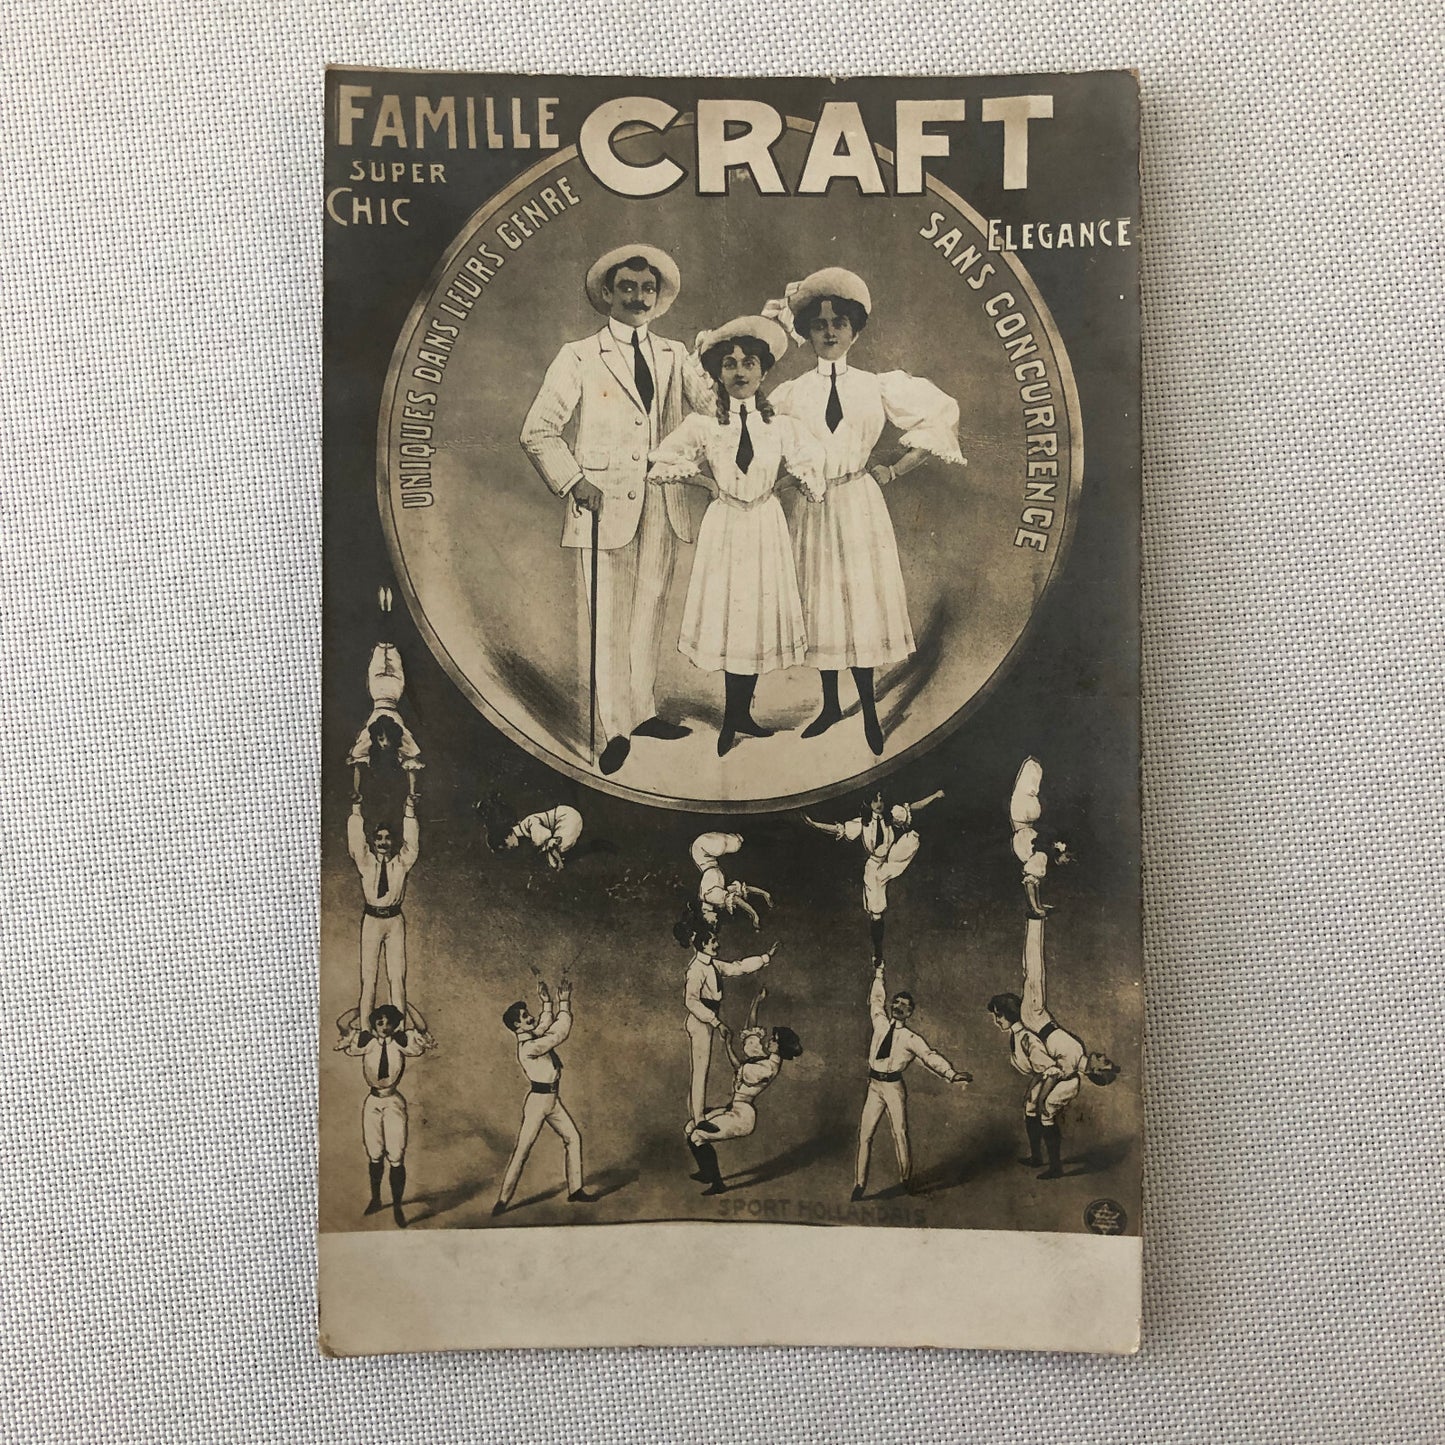 FAMILLE CRAFT
SUPER
CHIC
ELEGANCE
UNIQUES DANS LEURS GENRE
SANS CONCURRENCE
SPORT HOLLANDAIS